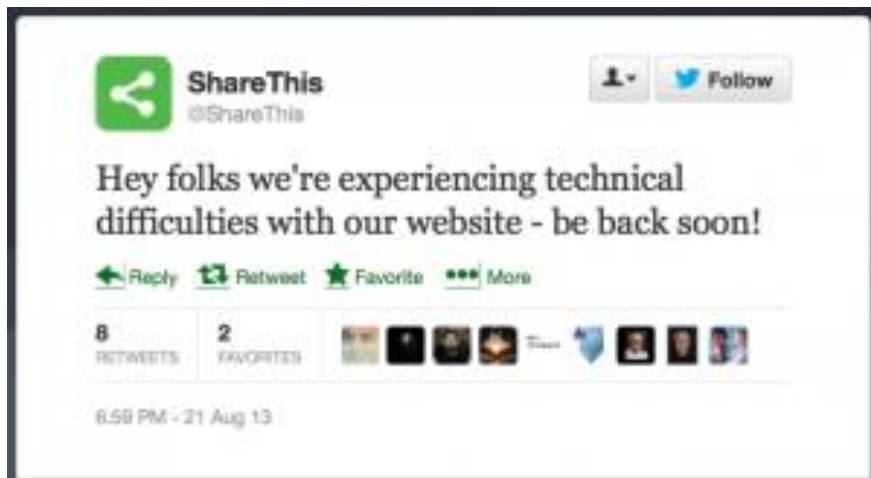 ShareThis
@ShareThis
Follow
Hey folks we're experiencing technical
difficulties with our website - be back soon!
Reply Retweet Favorite More
8 RETWEETS 2 FAVORITES
6:59 PM - 21 Aug 13